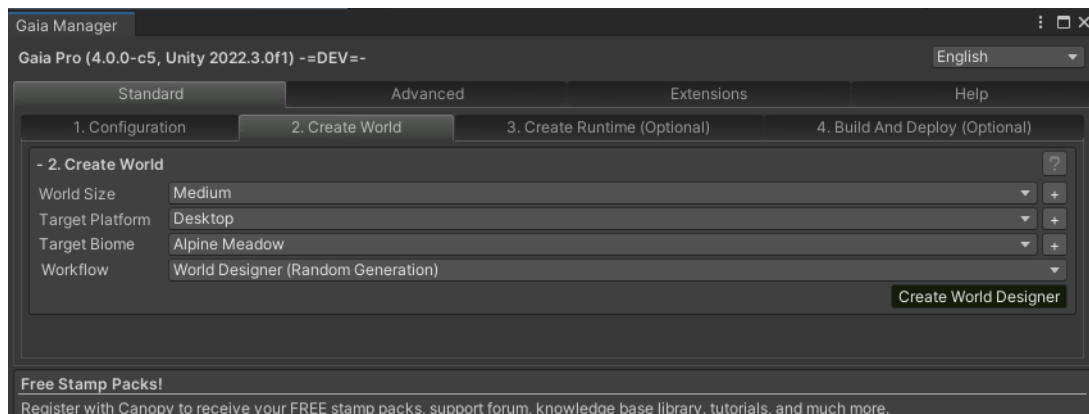 Gaia Manager
Gaia Pro (4.0.0-c5, Unity 2022.3.0f1) -=DEV=- English
Standard Advanced Extensions Help
1. Configuration 2. Create World 3. Create Runtime (Optional) 4. Build And Deploy (Optional)
- 2. Create World ?
World Size Medium +
Target Platform Desktop +
Target Biome Alpine Meadow +
Workflow World Designer (Random Generation)
Create World Designer
Free Stamp Packs!
Register with Canopy to receive your FREE stamp packs, support forum, knowledge base library, tutorials, and much more.